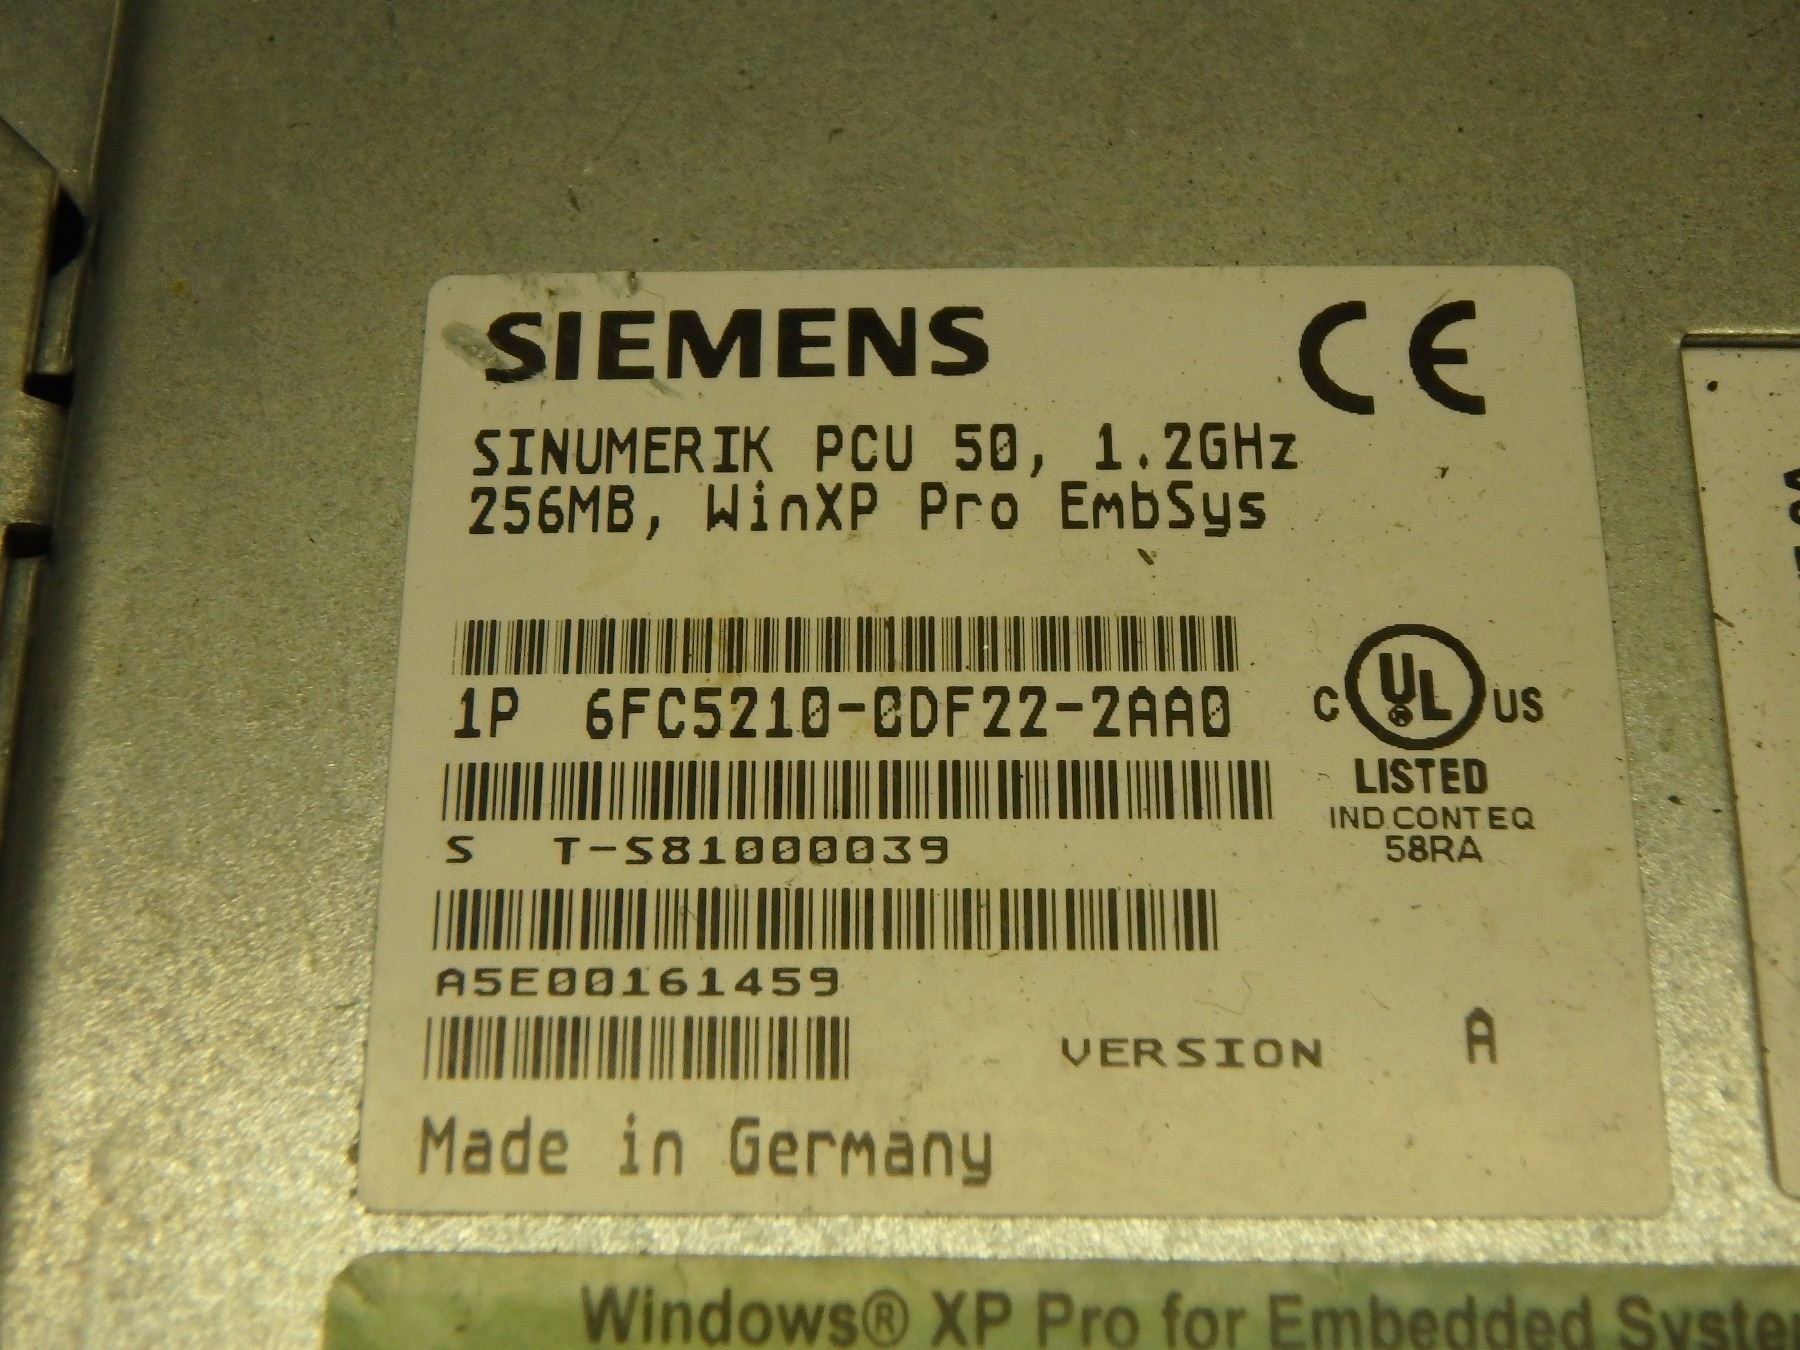 SIEMENS
CE
SINUMERIK PCU 50, 1.2GHz
256MB, WinXP Pro EmbSys
1P 6FC5210-0DF22-2AA0
C UL ® US
LISTED
IND.CONT.EQ
58RA
S T-S81000039
A5E00161459
VERSION A
Made in Germany
Windows® XP Pro for Embedded System